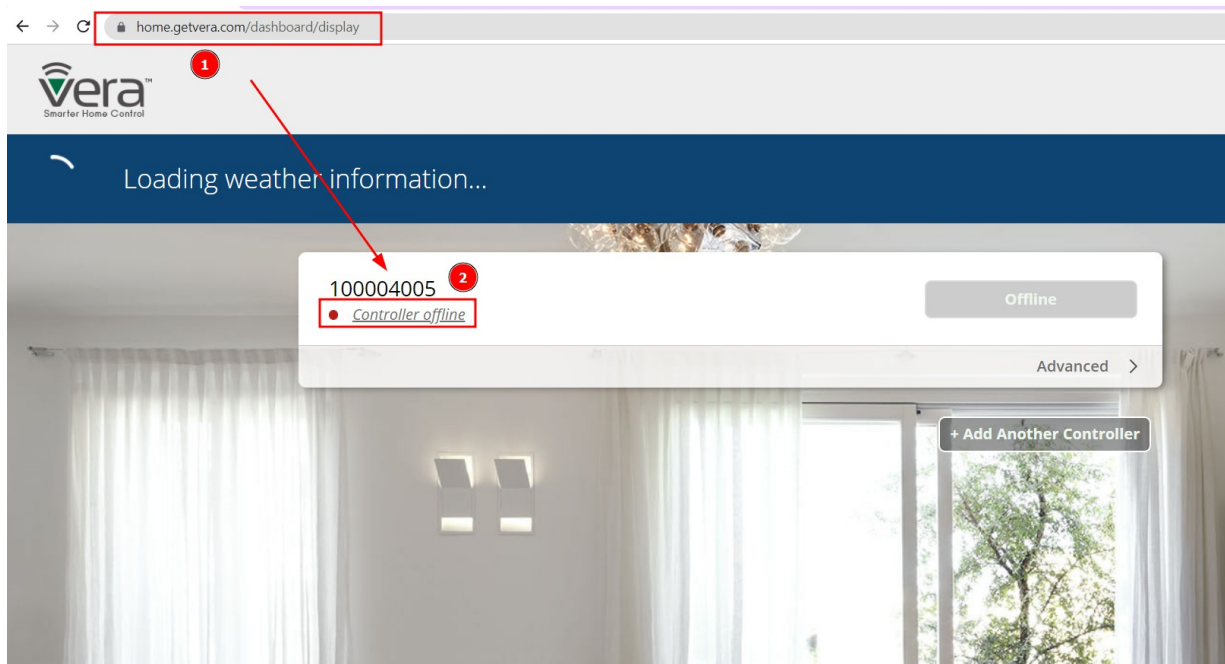 home.getvera.com/dashboard/display
1
vera™
Smarter Home Control
Loading weather information...
100004005
2
Controller offline
Offline
Advanced >
+ Add Another Controller